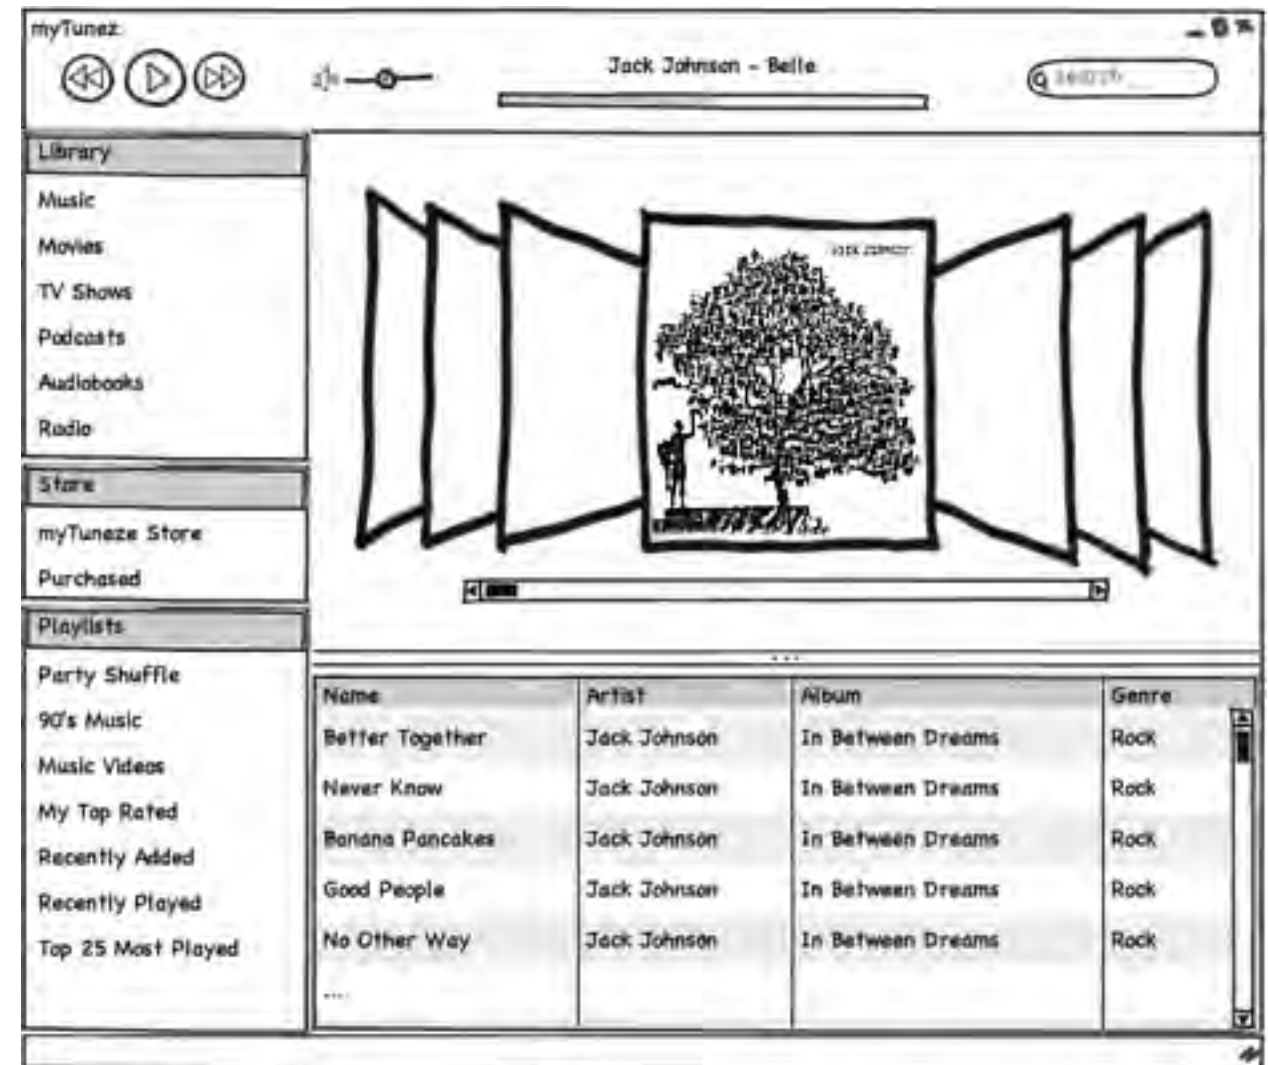 myTunez
Jack Johnson - Belle
search
Library
Music
Movies
TV Shows
Podcasts
Audiobooks
Radio
Store
myTuneze Store
Purchased
Playlists
Party Shuffle
90's Music
Music Videos
My Top Rated
Recently Added
Recently Played
Top 25 Most Played
JACK JOHNSON
...
Name Artist Album Genre
Better Together Jack Johnson In Between Dreams Rock
Never Know Jack Johnson In Between Dreams Rock
Banana Pancakes Jack Johnson In Between Dreams Rock
Good People Jack Johnson In Between Dreams Rock
No Other Way Jack Johnson In Between Dreams Rock
...